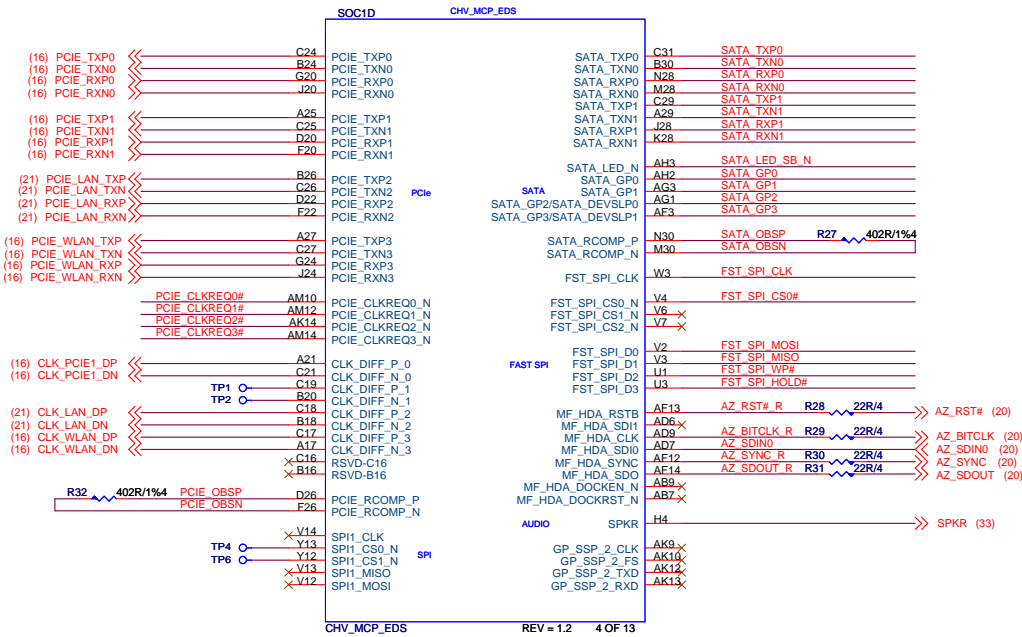 SOC1D CHV_MCP_EDS
(16) PCIE_TXP0 C24 PCIE_TXP0 SATA_TXP0 C31 SATA_TXP0
(16) PCIE_TXN0 B24 PCIE_TXN0 SATA_TXN0 B30 SATA_TXN0
(16) PCIE_RXP0 G20 PCIE_RXP0 SATA_RXP0 N28 SATA_RXP0
(16) PCIE_RXN0 J20 PCIE_RXN0 SATA_RXN0 M28 SATA_RXN0
SATA_TXP1 C29 SATA_TXP1
(16) PCIE_TXP1 A25 PCIE_TXP1 SATA_TXN1 A29 SATA_TXN1
(16) PCIE_TXN1 C25 PCIE_TXN1 SATA_RXP1 J28 SATA_RXP1
(16) PCIE_RXP1 D20 PCIE_RXP1 SATA_RXN1 K28 SATA_RXN1
(16) PCIE_RXN1 F20 PCIE_RXN1
SATA_LED_N AH3 SATA_LED_SB_N
(21) PCIE_LAN_TXP B26 PCIE_TXP2 SATA_GP0 AH2 SATA_GP0
(21) PCIE_LAN_TXN C26 PCIE_TXN2 PCIe SATA SATA_GP1 AG3 SATA_GP1
(21) PCIE_LAN_RXP D22 PCIE_RXP2 SATA_GP2/SATA_DEVSLP0 AG1 SATA_GP2
(21) PCIE_LAN_RXN F22 PCIE_RXN2 SATA_GP3/SATA_DEVSLP1 AF3 SATA_GP3
(16) PCIE_WLAN_TXP A27 PCIE_TXP3 SATA_RCOMP_P N30 SATA_OBSP R27 402R/1%4
(16) PCIE_WLAN_TXN C27 PCIE_TXN3 SATA_RCOMP_N M30 SATA_OBSN
(16) PCIE_WLAN_RXP G24 PCIE_RXP3
(16) PCIE_WLAN_RXN J24 PCIE_RXN3 FST_SPI_CLK W3 FST_SPI_CLK
PCIE_CLKREQ0# AM10 PCIE_CLKREQ0_N FST_SPI_CS0_N V4 FST_SPI_CS0#
PCIE_CLKREQ1# AM12 PCIE_CLKREQ1_N FST_SPI_CS1_N V6
PCIE_CLKREQ2# AK14 PCIE_CLKREQ2_N FST_SPI_CS2_N V7
PCIE_CLKREQ3# AM14 PCIE_CLKREQ3_N
FST_SPI_D0 V2 FST_SPI_MOSI
(16) CLK_PCIE1_DP A21 CLK_DIFF_P_0 FAST SPI FST_SPI_D1 V3 FST_SPI_MISO
(16) CLK_PCIE1_DN C21 CLK_DIFF_N_0 FST_SPI_D2 U1 FST_SPI_WP#
TP1 C19 CLK_DIFF_P_1 FST_SPI_D3 U3 FST_SPI_HOLD#
TP2 B20 CLK_DIFF_N_1
(21) CLK_LAN_DP C18 CLK_DIFF_P_2 MF_HDA_RSTB AF13 AZ_RST#_R R28 22R/4 AZ_RST# (20)
(21) CLK_LAN_DN B18 CLK_DIFF_N_2 MF_HDA_SDI1 AD6
(16) CLK_WLAN_DP C17 CLK_DIFF_P_3 MF_HDA_CLK AD9 AZ_BITCLK_R R29 22R/4 AZ_BITCLK (20)
(16) CLK_WLAN_DN A17 CLK_DIFF_N_3 MF_HDA_SDI0 AD7 AZ_SDIN0 AZ_SDIN0 (20)
C16 RSVD-C16 MF_HDA_SYNC AF12 AZ_SYNC_R R30 22R/4 AZ_SYNC (20)
B16 RSVD-B16 MF_HDA_SDO AF14 AZ_SDOUT_R R31 22R/4 AZ_SDOUT (20)
MF_HDA_DOCKEN_N AB9
R32 402R/1%4 PCIE_OBSP D26 PCIE_RCOMP_P MF_HDA_DOCKRST_N AB7
PCIE_OBSN F26 PCIE_RCOMP_N
AUDIO SPKR H4 SPKR (33)
V14 SPI1_CLK
TP4 Y13 SPI1_CS0_N GP_SSP_2_CLK AK9
TP6 Y12 SPI1_CS1_N SPI GP_SSP_2_FS AK10
V13 SPI1_MISO GP_SSP_2_TXD AK12
V12 SPI1_MOSI GP_SSP_2_RXD AK13
CHV_MCP_EDS REV = 1.2 4 OF 13